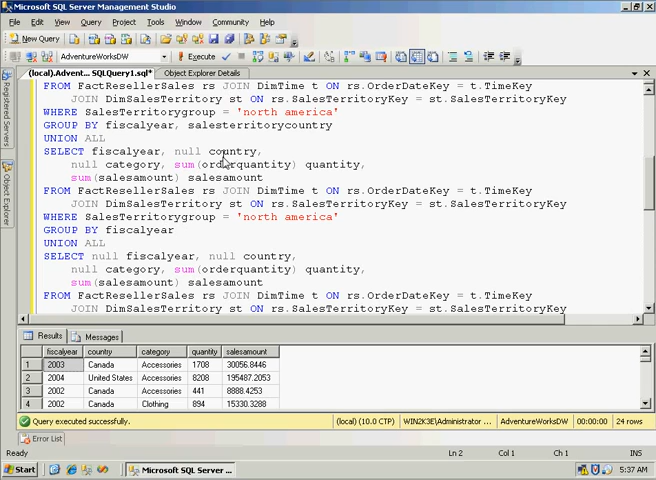 Microsoft SQL Server Management Studio
File Edit View Query Project Tools Window Community Help
New Query
AdventureWorksDW Execute
(local).Advent... SQLQuery1.sql* Object Explorer Details
Registered Servers
Object Explorer
FROM FactResellerSales rs JOIN DimTime t ON rs.OrderDateKey = t.TimeKey
JOIN DimSalesTerritory st ON rs.SalesTerritoryKey = st.SalesTerritoryKey
WHERE SalesTerritorygroup = 'north america'
GROUP BY fiscalyear, salesterritorycountry
UNION ALL
SELECT fiscalyear, null country,
null category, sum(orderquantity) quantity,
sum(salesamount) salesamount
FROM FactResellerSales rs JOIN DimTime t ON rs.OrderDateKey = t.TimeKey
JOIN DimSalesTerritory st ON rs.SalesTerritoryKey = st.SalesTerritoryKey
WHERE SalesTerritorygroup = 'north america'
GROUP BY fiscalyear
UNION ALL
SELECT null fiscalyear, null country,
null category, sum(orderquantity) quantity,
sum(salesamount) salesamount
FROM FactResellerSales rs JOIN DimTime t ON rs.OrderDateKey = t.TimeKey
JOIN DimSalesTerritory st ON rs.SalesTerritoryKey = st.SalesTerritoryKey
Results Messages
fiscalyear country category quantity salesamount
1 2003 Canada Accessories 1708 30056.8446
2 2004 United States Accessories 8208 195487.2053
3 2002 Canada Accessories 441 8888.4253
4 2002 Canada Clothing 894 15330.3288
Query executed successfully. (local) (10.0 CTP) WIN2K3E\Administrator ... AdventureWorksDW 00:00:00 24 rows
Error List
Ready Ln 2 Col 1 Ch 1 INS
Start Microsoft SQL Server ... 5:37 AM